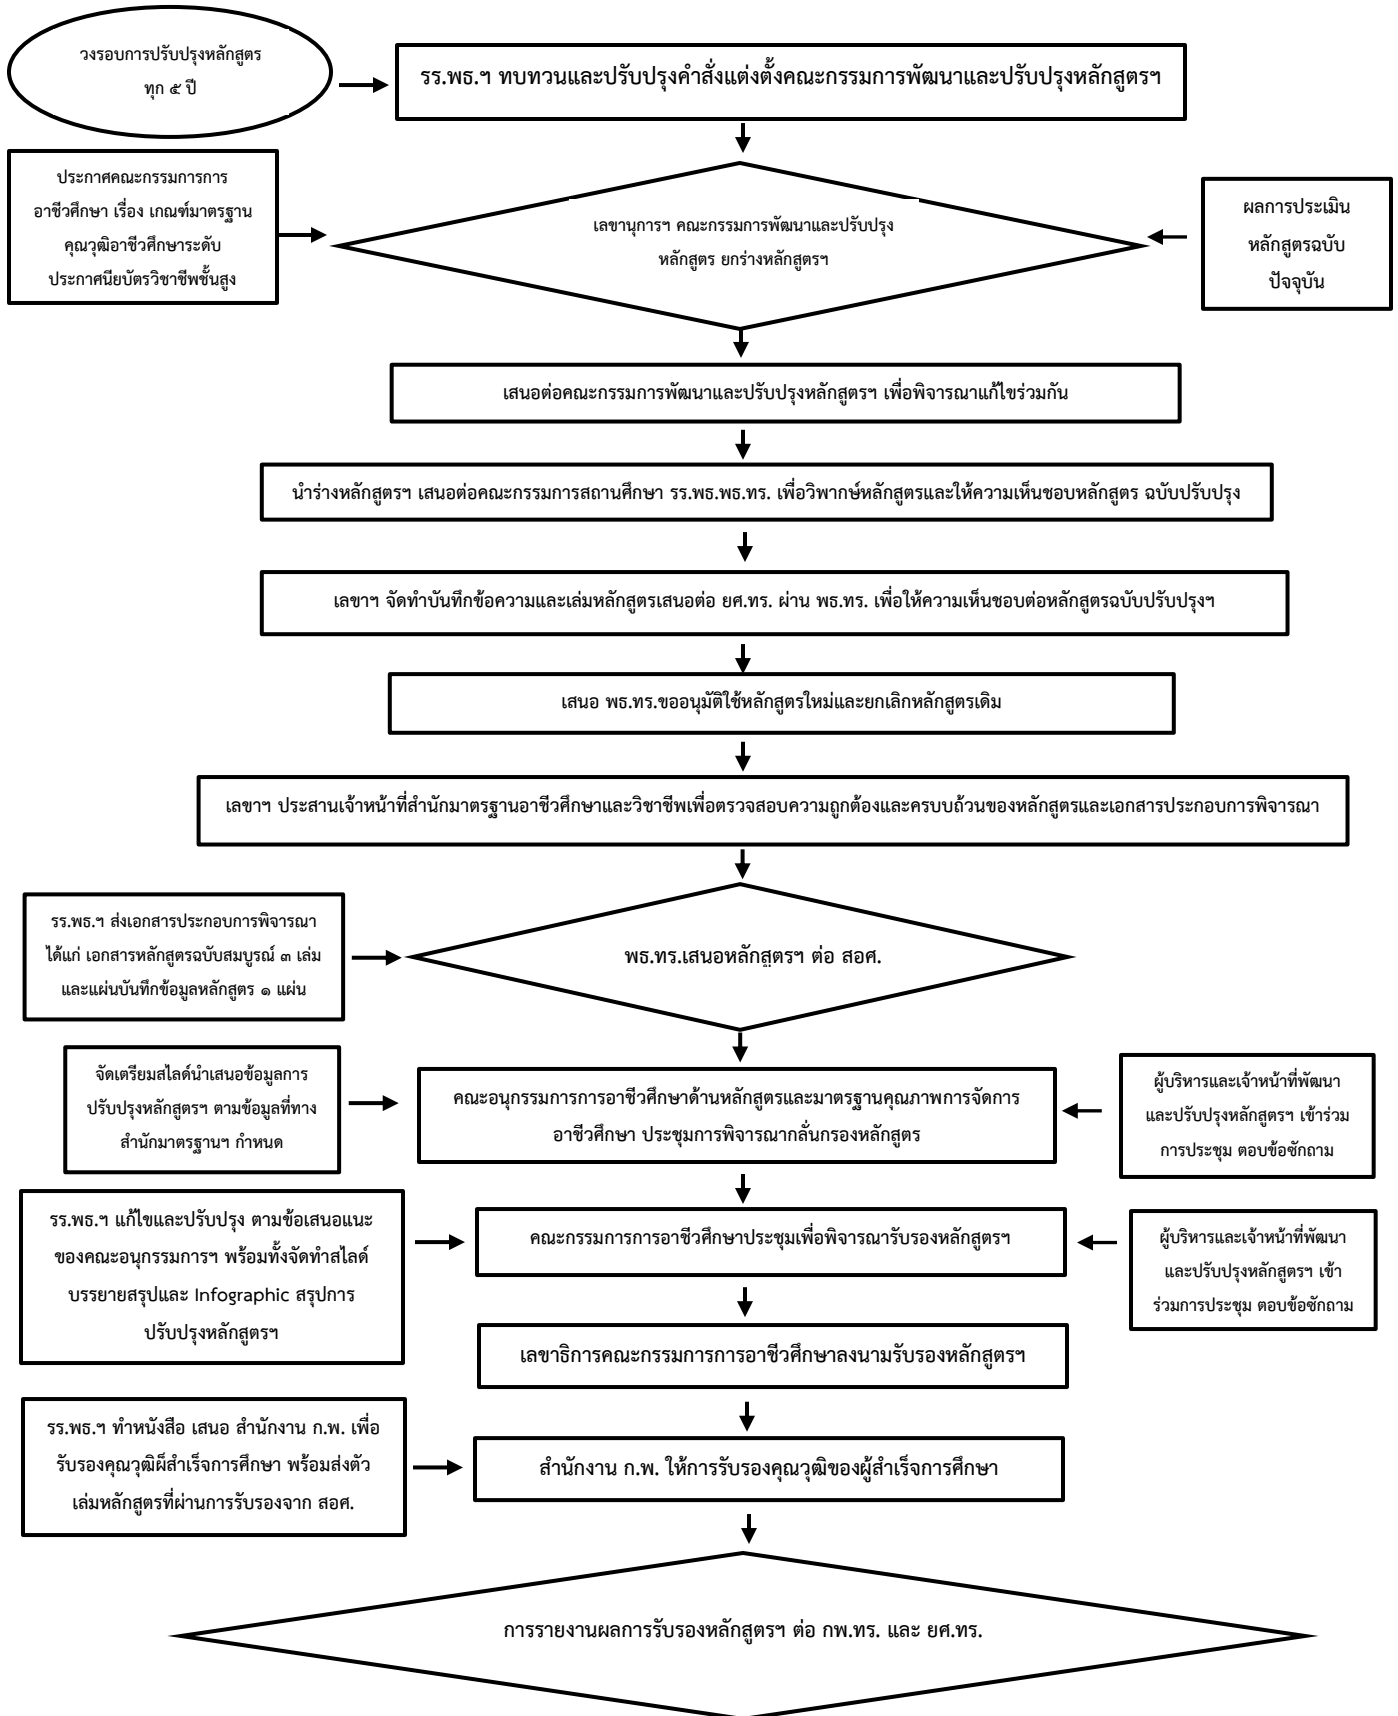 วงรอบการปรับปรุงหลักสูตร
ทุก ๕ ปี
รร.พธ.ฯ ทบทวนและปรับปรุงคำสั่งแต่งตั้งคณะกรรมการพัฒนาและปรับปรุงหลักสูตรฯ
ประกาศคณะกรรมการการ
อาชีวศึกษา เรื่อง เกณฑ์มาตรฐาน
คุณวุฒิอาชีวศึกษาระดับ
ประกาศนียบัตรวิชาชีพชั้นสูง
เลขานุการฯ คณะกรรมการพัฒนาและปรับปรุง
หลักสูตร ยกร่างหลักสูตรฯ
ผลการประเมิน
หลักสูตรฉบับ
ปัจจุบัน
เสนอต่อคณะกรรมการพัฒนาและปรับปรุงหลักสูตรฯ เพื่อพิจารณาแก้ไขร่วมกัน
นำร่างหลักสูตรฯ เสนอต่อคณะกรรมการสถานศึกษา รร.พธ.พธ.ทร. เพื่อวิพากษ์หลักสูตรและให้ความเห็นชอบหลักสูตร ฉบับปรับปรุง
เลขาฯ จัดทำบันทึกข้อความและเล่มหลักสูตรเสนอต่อ ยศ.ทร. ผ่าน พธ.ทร. เพื่อให้ความเห็นชอบต่อหลักสูตรฉบับปรับปรุงฯ
เสนอ พธ.ทร.ขออนุมัติใช้หลักสูตรใหม่และยกเลิกหลักสูตรเดิม
เลขาฯ ประสานเจ้าหน้าที่สำนักมาตรฐานอาชีวศึกษาและวิชาชีพเพื่อตรวจสอบความถูกต้องและครบบถ้วนของหลักสูตรและเอกสารประกอบการพิจารณา
รร.พธ.ฯ ส่งเอกสารประกอบการพิจารณา
ได้แก่ เอกสารหลักสูตรฉบับสมบูรณ์ ๓ เล่ม
และแผ่นบันทึกข้อมูลหลักสูตร ๑ แผ่น
พธ.ทร.เสนอหลักสูตรฯ ต่อ สอศ.
จัดเตรียมสไลด์นำเสนอข้อมูลการ
ปรับปรุงหลักสูตรฯ ตามข้อมูลที่ทาง
สำนักมาตรฐานฯ กำหนด
คณะอนุกรรมการการอาชีวศึกษาด้านหลักสูตรและมาตรฐานคุณภาพการจัดการ
อาชีวศึกษา ประชุมการพิจารณากลั่นกรองหลักสูตร
ผู้บริหารและเจ้าหน้าที่พัฒนา
และปรับปรุงหลักสูตรฯ เข้าร่วม
การประชุม ตอบข้อซักถาม
รร.พธ.ฯ แก้ไขและปรับปรุง ตามข้อเสนอแนะ
ของคณะอนุกรรมการฯ พร้อมทั้งจัดทำสไลด์
บรรยายสรุปและ Infographic สรุปการ
ปรับปรุงหลักสูตรฯ
คณะกรรมการการอาชีวศึกษาประชุมเพื่อพิจารณารับรองหลักสูตรฯ
ผู้บริหารและเจ้าหน้าที่พัฒนา
และปรับปรุงหลักสูตรฯ เข้า
ร่วมการประชุม ตอบข้อซักถาม
เลขาธิการคณะกรรมการการอาชีวศึกษาลงนามรับรองหลักสูตรฯ
รร.พธ.ฯ ทำหนังสือ เสนอ สำนักงาน ก.พ. เพื่อ
รับรองคุณวุฒิผ็สำเร็จการศึกษา พร้อมส่งตัว
เล่มหลักสูตรที่ผ่านการรับรองจาก สอศ.
สำนักงาน ก.พ. ให้การรับรองคุณวุฒิของผู้สำเร็จการศึกษา
การรายงานผลการรับรองหลักสูตรฯ ต่อ กพ.ทร. และ ยศ.ทร.